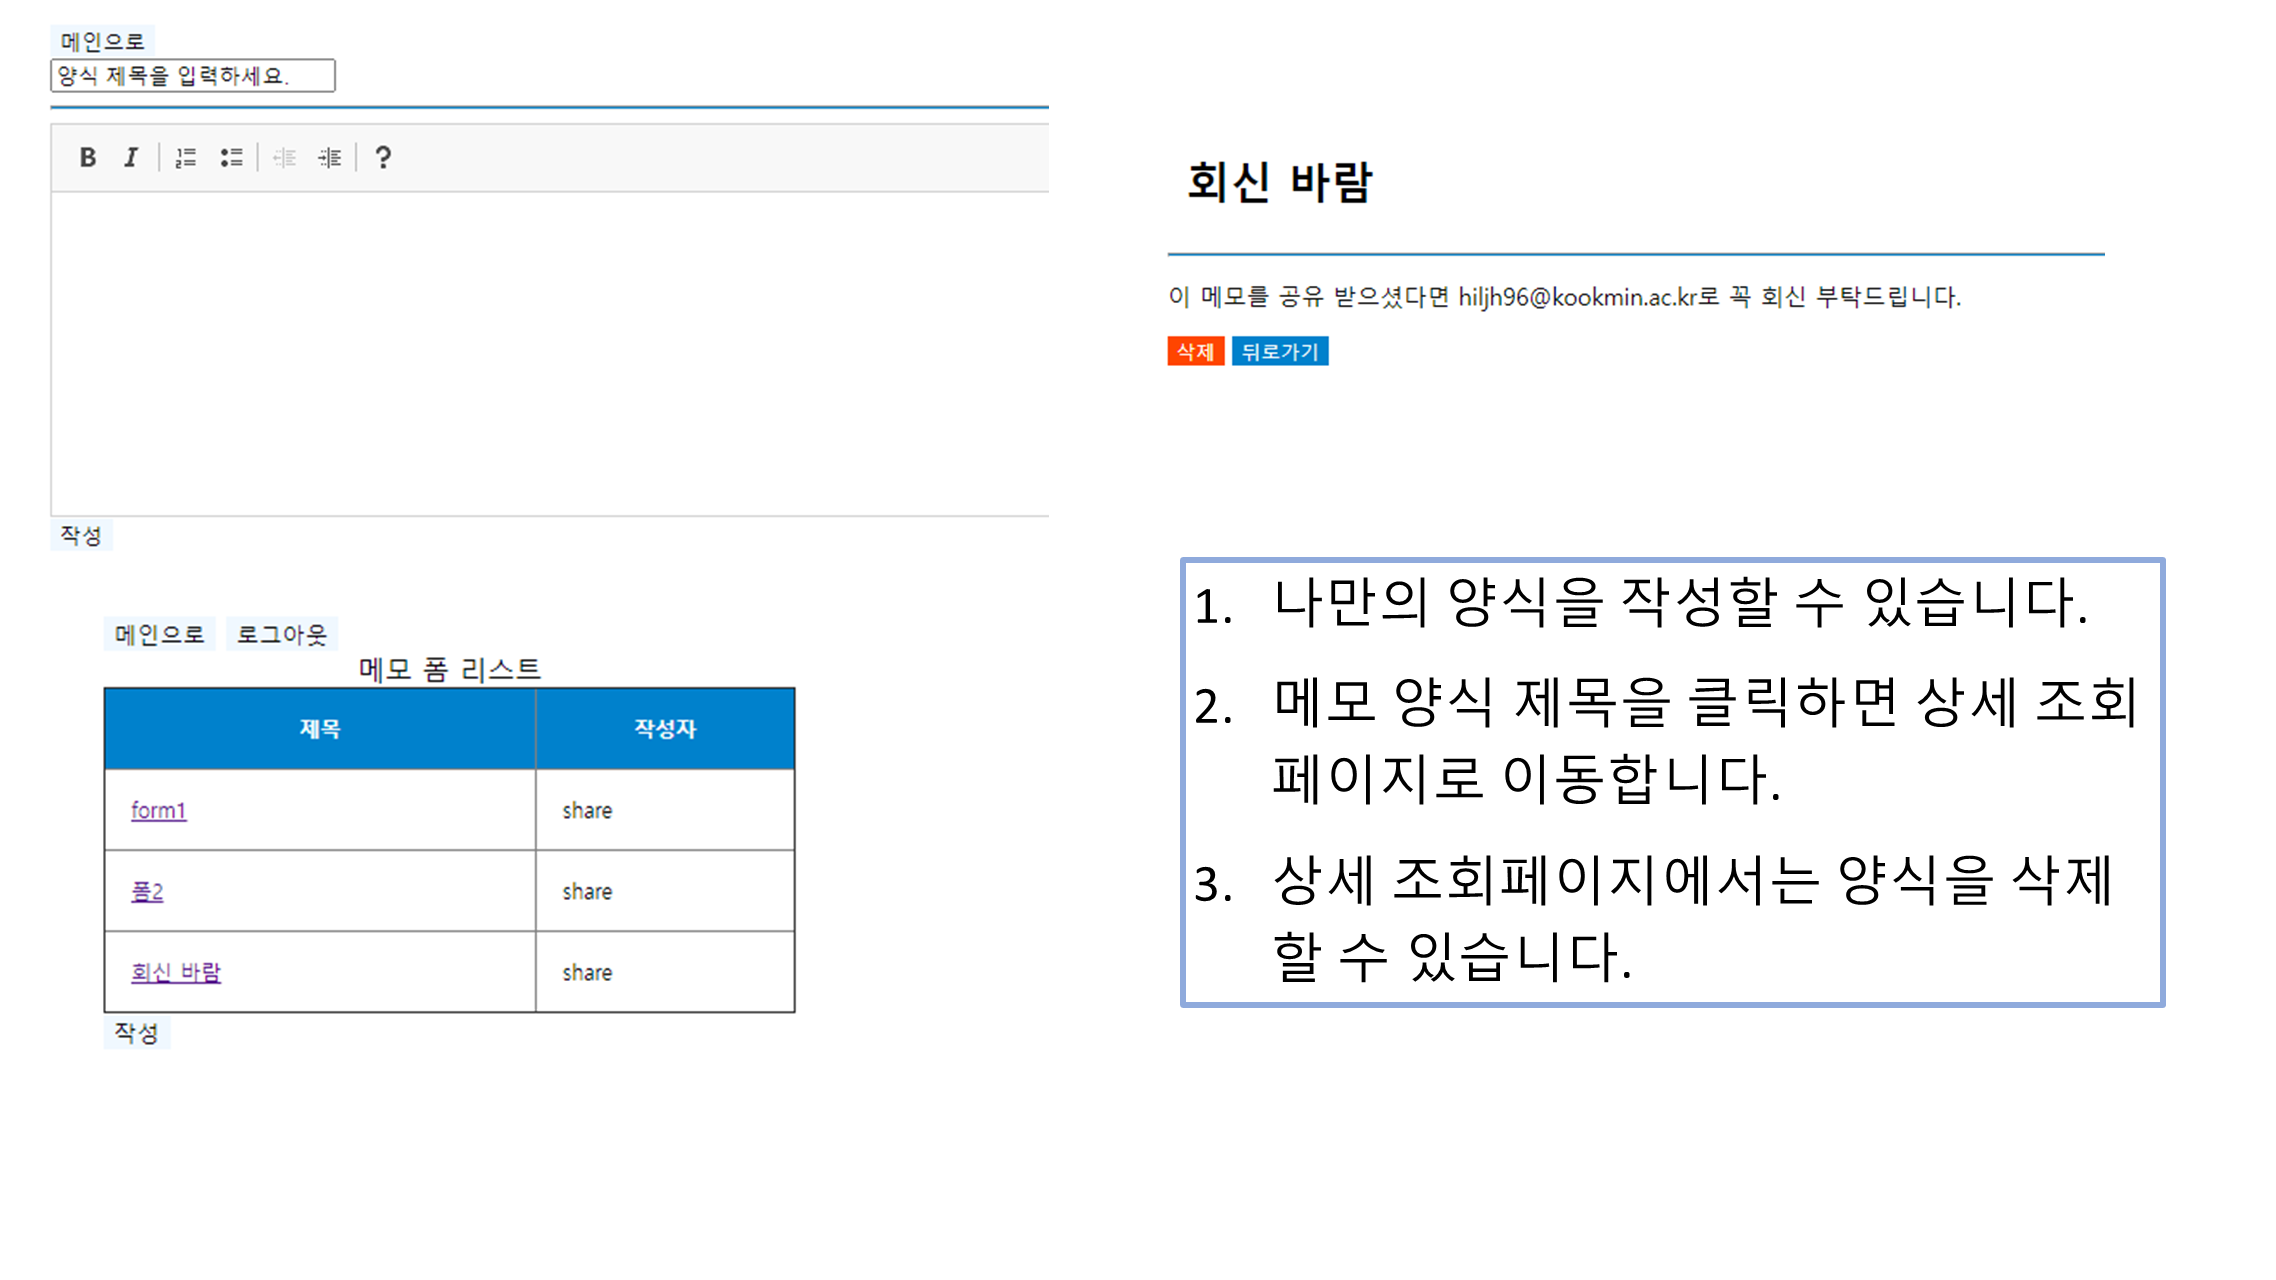 메인으로
양식 제목을 입력하세요.
B I ?
작성
메인으로 로그아웃
메모 폼 리스트
제목 작성자
form1 share
폼2 share
회신 바람 share
작성
회신 바람
이 메모를 공유 받으셨다면 hiljh96@kookmin.ac.kr로 꼭 회신 부탁드립니다.
삭제 뒤로가기
1. 나만의 양식을 작성할 수 있습니다.
2. 메모 양식 제목을 클릭하면 상세 조회
페이지로 이동합니다.
3. 상세 조회페이지에서는 양식을 삭제
할 수 있습니다.